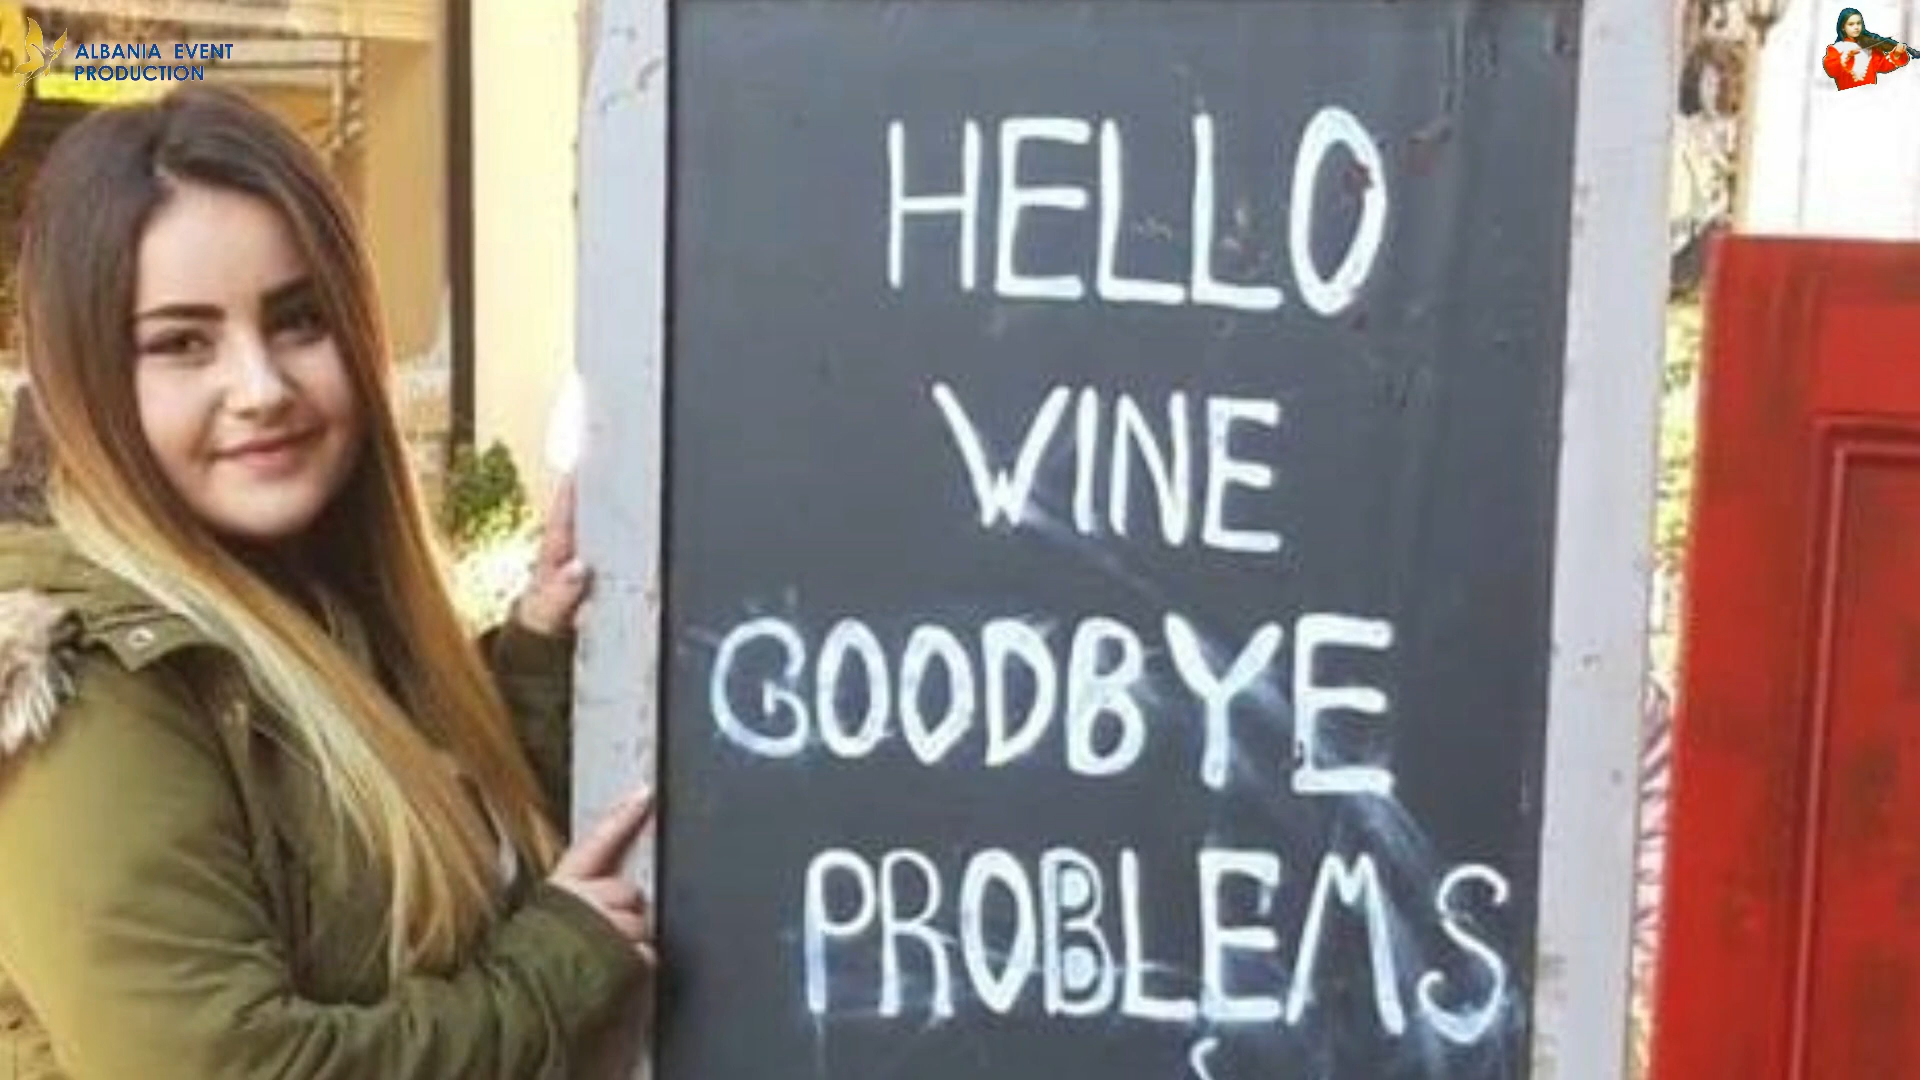 ALBANIA EVENT
PRODUCTION
HELLO
WINE
GOODBYE
PROBLEMS